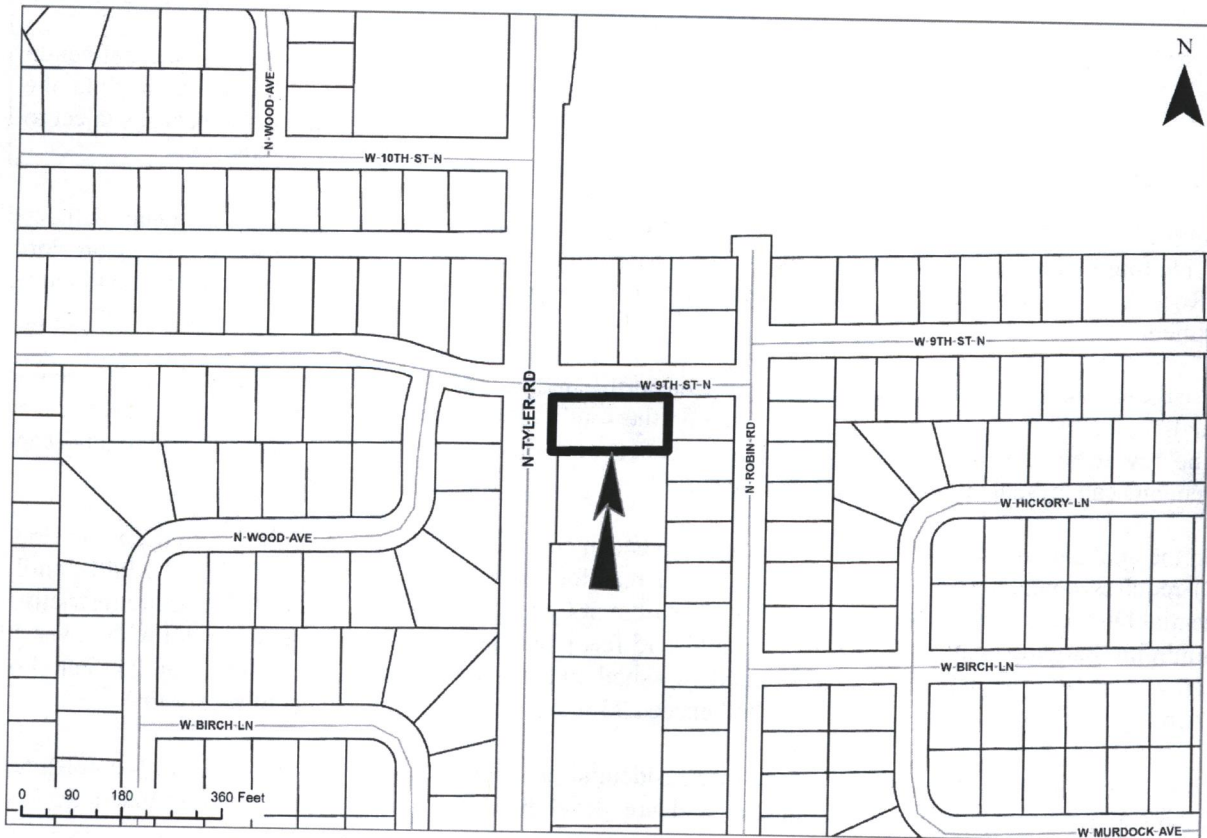 N
N WOOD AVE
W 10TH ST N
W 9TH ST N
W 9TH ST N
N TYLER RD
N ROBIN RD
W HICKORY LN
N WOOD AVE
W BIRCH LN
W BIRCH LN
0 90 180 360 Feet
W MURDOCK AVE